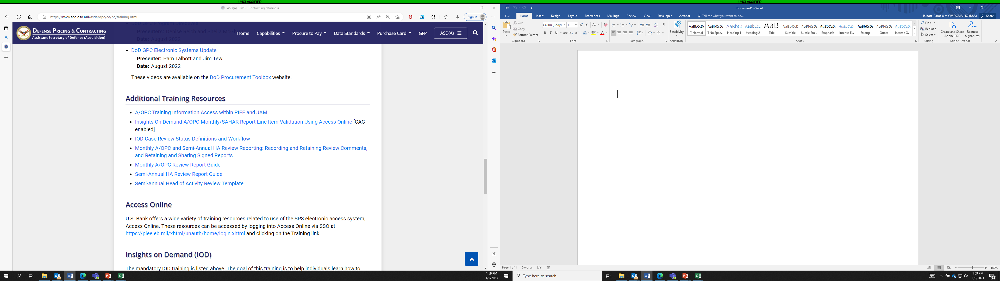 UNCLASSIFIED
ASD(A) - DPC - Contracting eBusiness
https://www.acq.osd.mil/asda/dpc/ce/pc/training.html
Sign in
DEFENSE PRICING & CONTRACTING
Assistant Secretary of Defense (Acquisition)
Home Capabilities Procure to Pay Data Standards Purchase Card GFP ASD(A)
Date: August 2022
• DoD GPC Electronic Systems Update
Presenter: Pam Talbott and Jim Tew
Date: August 2022
These videos are available on the DoD Procurement Toolbox website.
Additional Training Resources
• A/OPC Training Information Access within PIEE and JAM
• Insights On Demand A/OPC Monthly/SAHAR Report Line Item Validation Using Access Online [CAC
enabled]
• IOD Case Review Status Definitions and Workflow
• Monthly A/OPC and Semi-Annual HA Review Reporting: Recording and Retaining Review Comments,
and Retaining and Sharing Signed Reports
• Monthly A/OPC Review Report Guide
• Semi-Annual HA Review Report Guide
• Semi-Annual Head of Activity Review Template
Access Online
U.S. Bank offers a wide variety of training resources related to use of the SP3 electronic access system,
Access Online. These resources can be accessed by logging into Access Online via SSO at
https://piee.eb.mil/xhtml/unauth/home/login.xhtml and clicking on the Training link.
Insights on Demand (IOD)
The mandatory IOD training is listed above. The goal of this training is to help individuals learn how to
1:59 PM
1/9/2023
UNCLASSIFIED
Document1 - Word
File Home Insert Design Layout References Mailings Review View Developer Acrobat Tell me what you want to do...
Talbott, Pamela M CIV DCMA HQ (USA) Share
Paste
Cut
Copy
Format Painter
Clipboard
Calibri (Body) 11
Font
Paragraph
Sensitivity
Sensitivity
AaBbCcDc AaBbCcDc AaBbC( AaBbCcE AaB AaBbCcD AaBbCcDc AaBbCcDc AaBbCcDc AaBbCcDc AaBbCcDc AaBbCcDc
¶ Normal ¶ No Spac... Heading 1 Heading 2 Title Subtitle Subtle Em... Emphasis Intense E... Strong Quote Intense Q...
Styles
Find
Replace
Select
Editing
Create and Share
Adobe PDF
Request
Signatures
Adobe Acrobat
Page 1 of 1 0 words
160%
Type here to search
1:59 PM
1/9/2023
22